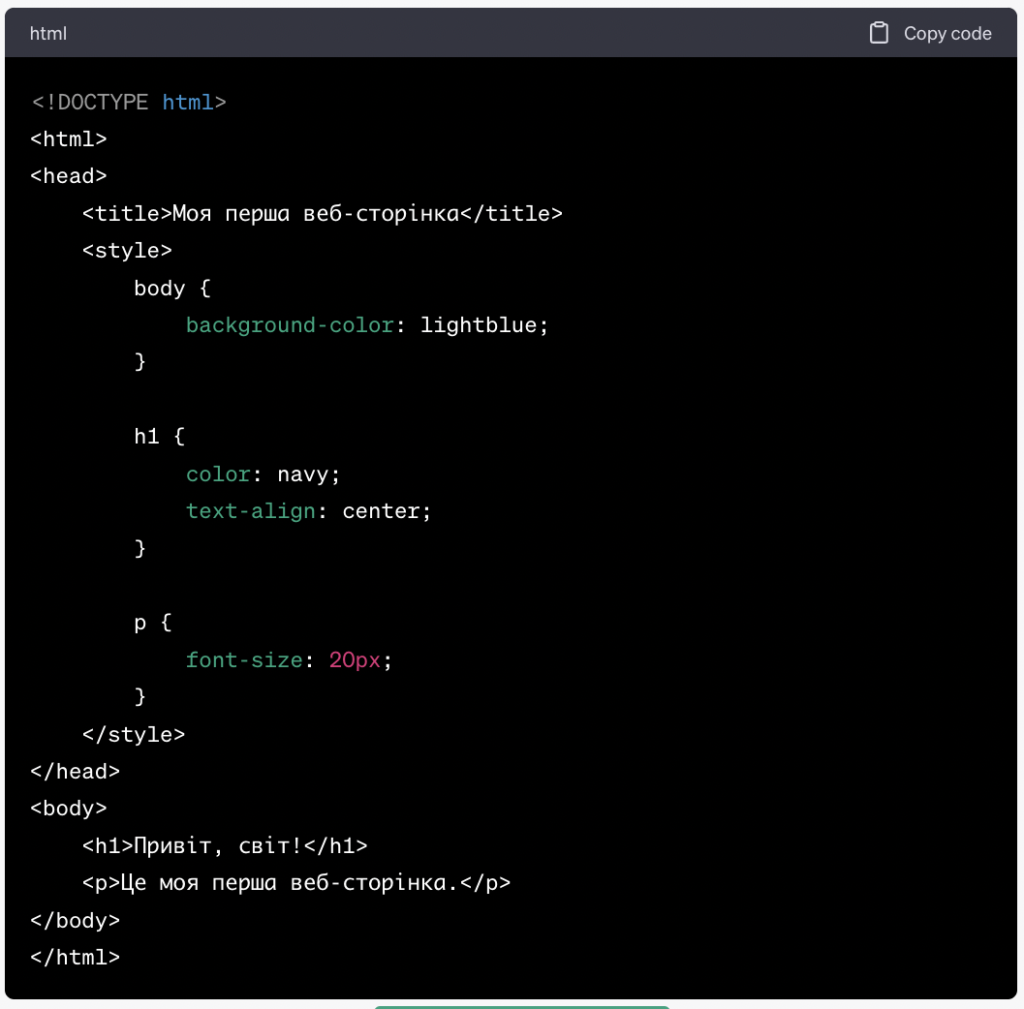 html
Copy code
<!DOCTYPE html>
<html>
<head>
    <title>Моя перша веб-сторінка</title>
    <style>
        body {
            background-color: lightblue;
        }

        h1 {
            color: navy;
            text-align: center;
        }

        p {
            font-size: 20px;
        }
    </style>
</head>
<body>
    <h1>Привіт, світ!</h1>
    <p>Це моя перша веб-сторінка.</p>
</body>
</html>